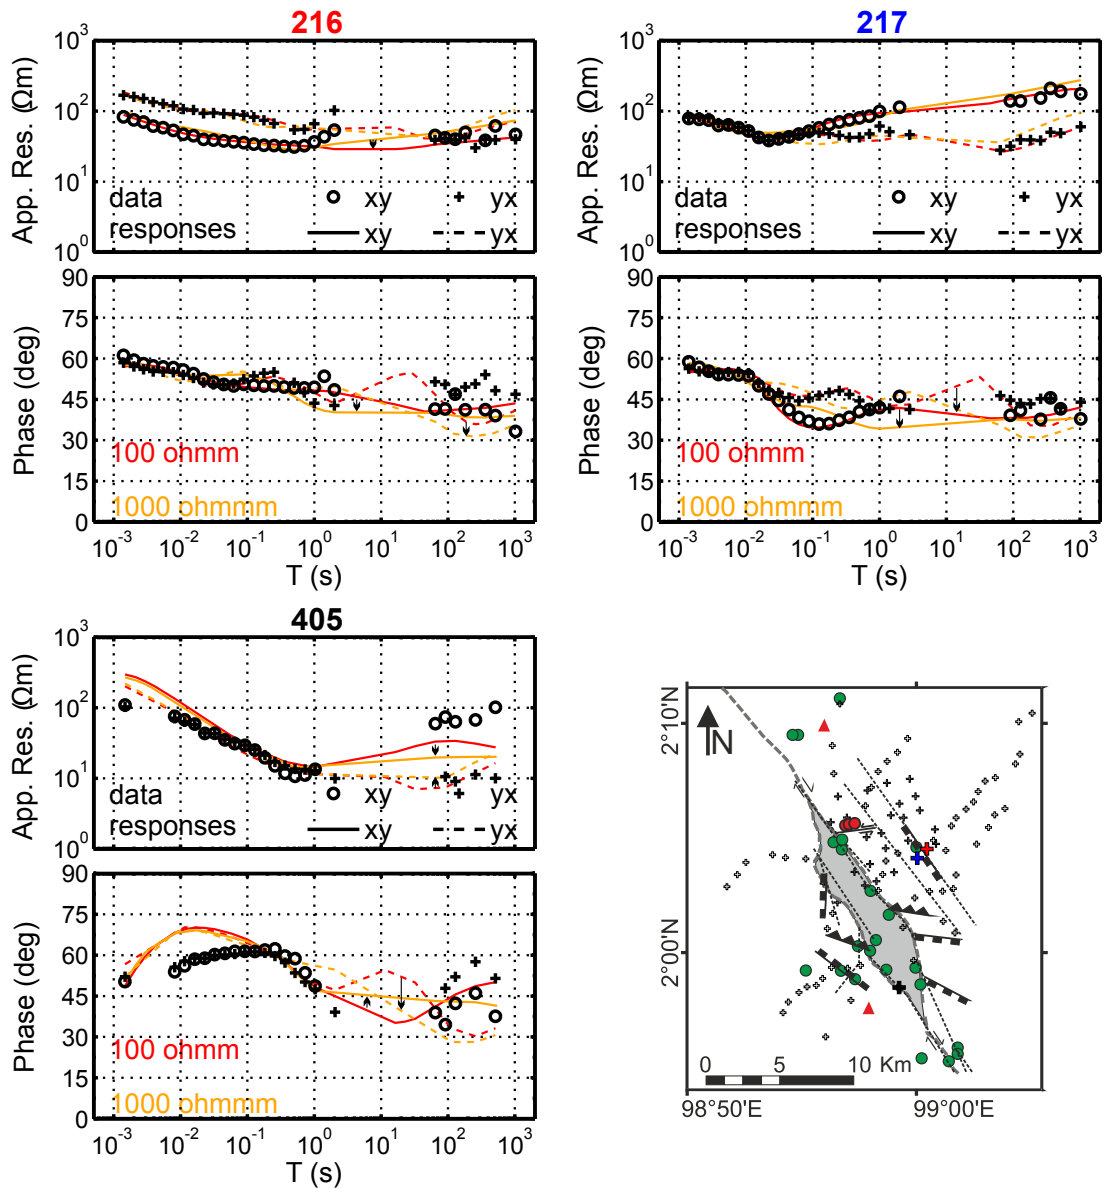 216
10³
10²
10¹
10⁰
App. Res. (Ωm)
data xy yx
responses xy yx
90
75
60
45
30
15
0
Phase (deg)
100 ohmm
1000 ohmmm
10⁻³ 10⁻² 10⁻¹ 10⁰ 10¹ 10² 10³
T (s)
217
10³
10²
10¹
10⁰
App. Res. (Ωm)
data xy yx
responses xy yx
90
75
60
45
30
15
0
Phase (deg)
100 ohmm
1000 ohmmm
10⁻³ 10⁻² 10⁻¹ 10⁰ 10¹ 10² 10³
T (s)
405
10³
10²
10¹
10⁰
App. Res. (Ωm)
data xy yx
responses xy yx
90
75
60
45
30
15
0
Phase (deg)
100 ohmm
1000 ohmmm
10⁻³ 10⁻² 10⁻¹ 10⁰ 10¹ 10² 10³
T (s)
2°10'N
N
2°00'N
0 5 10 Km
98°50'E 99°00'E